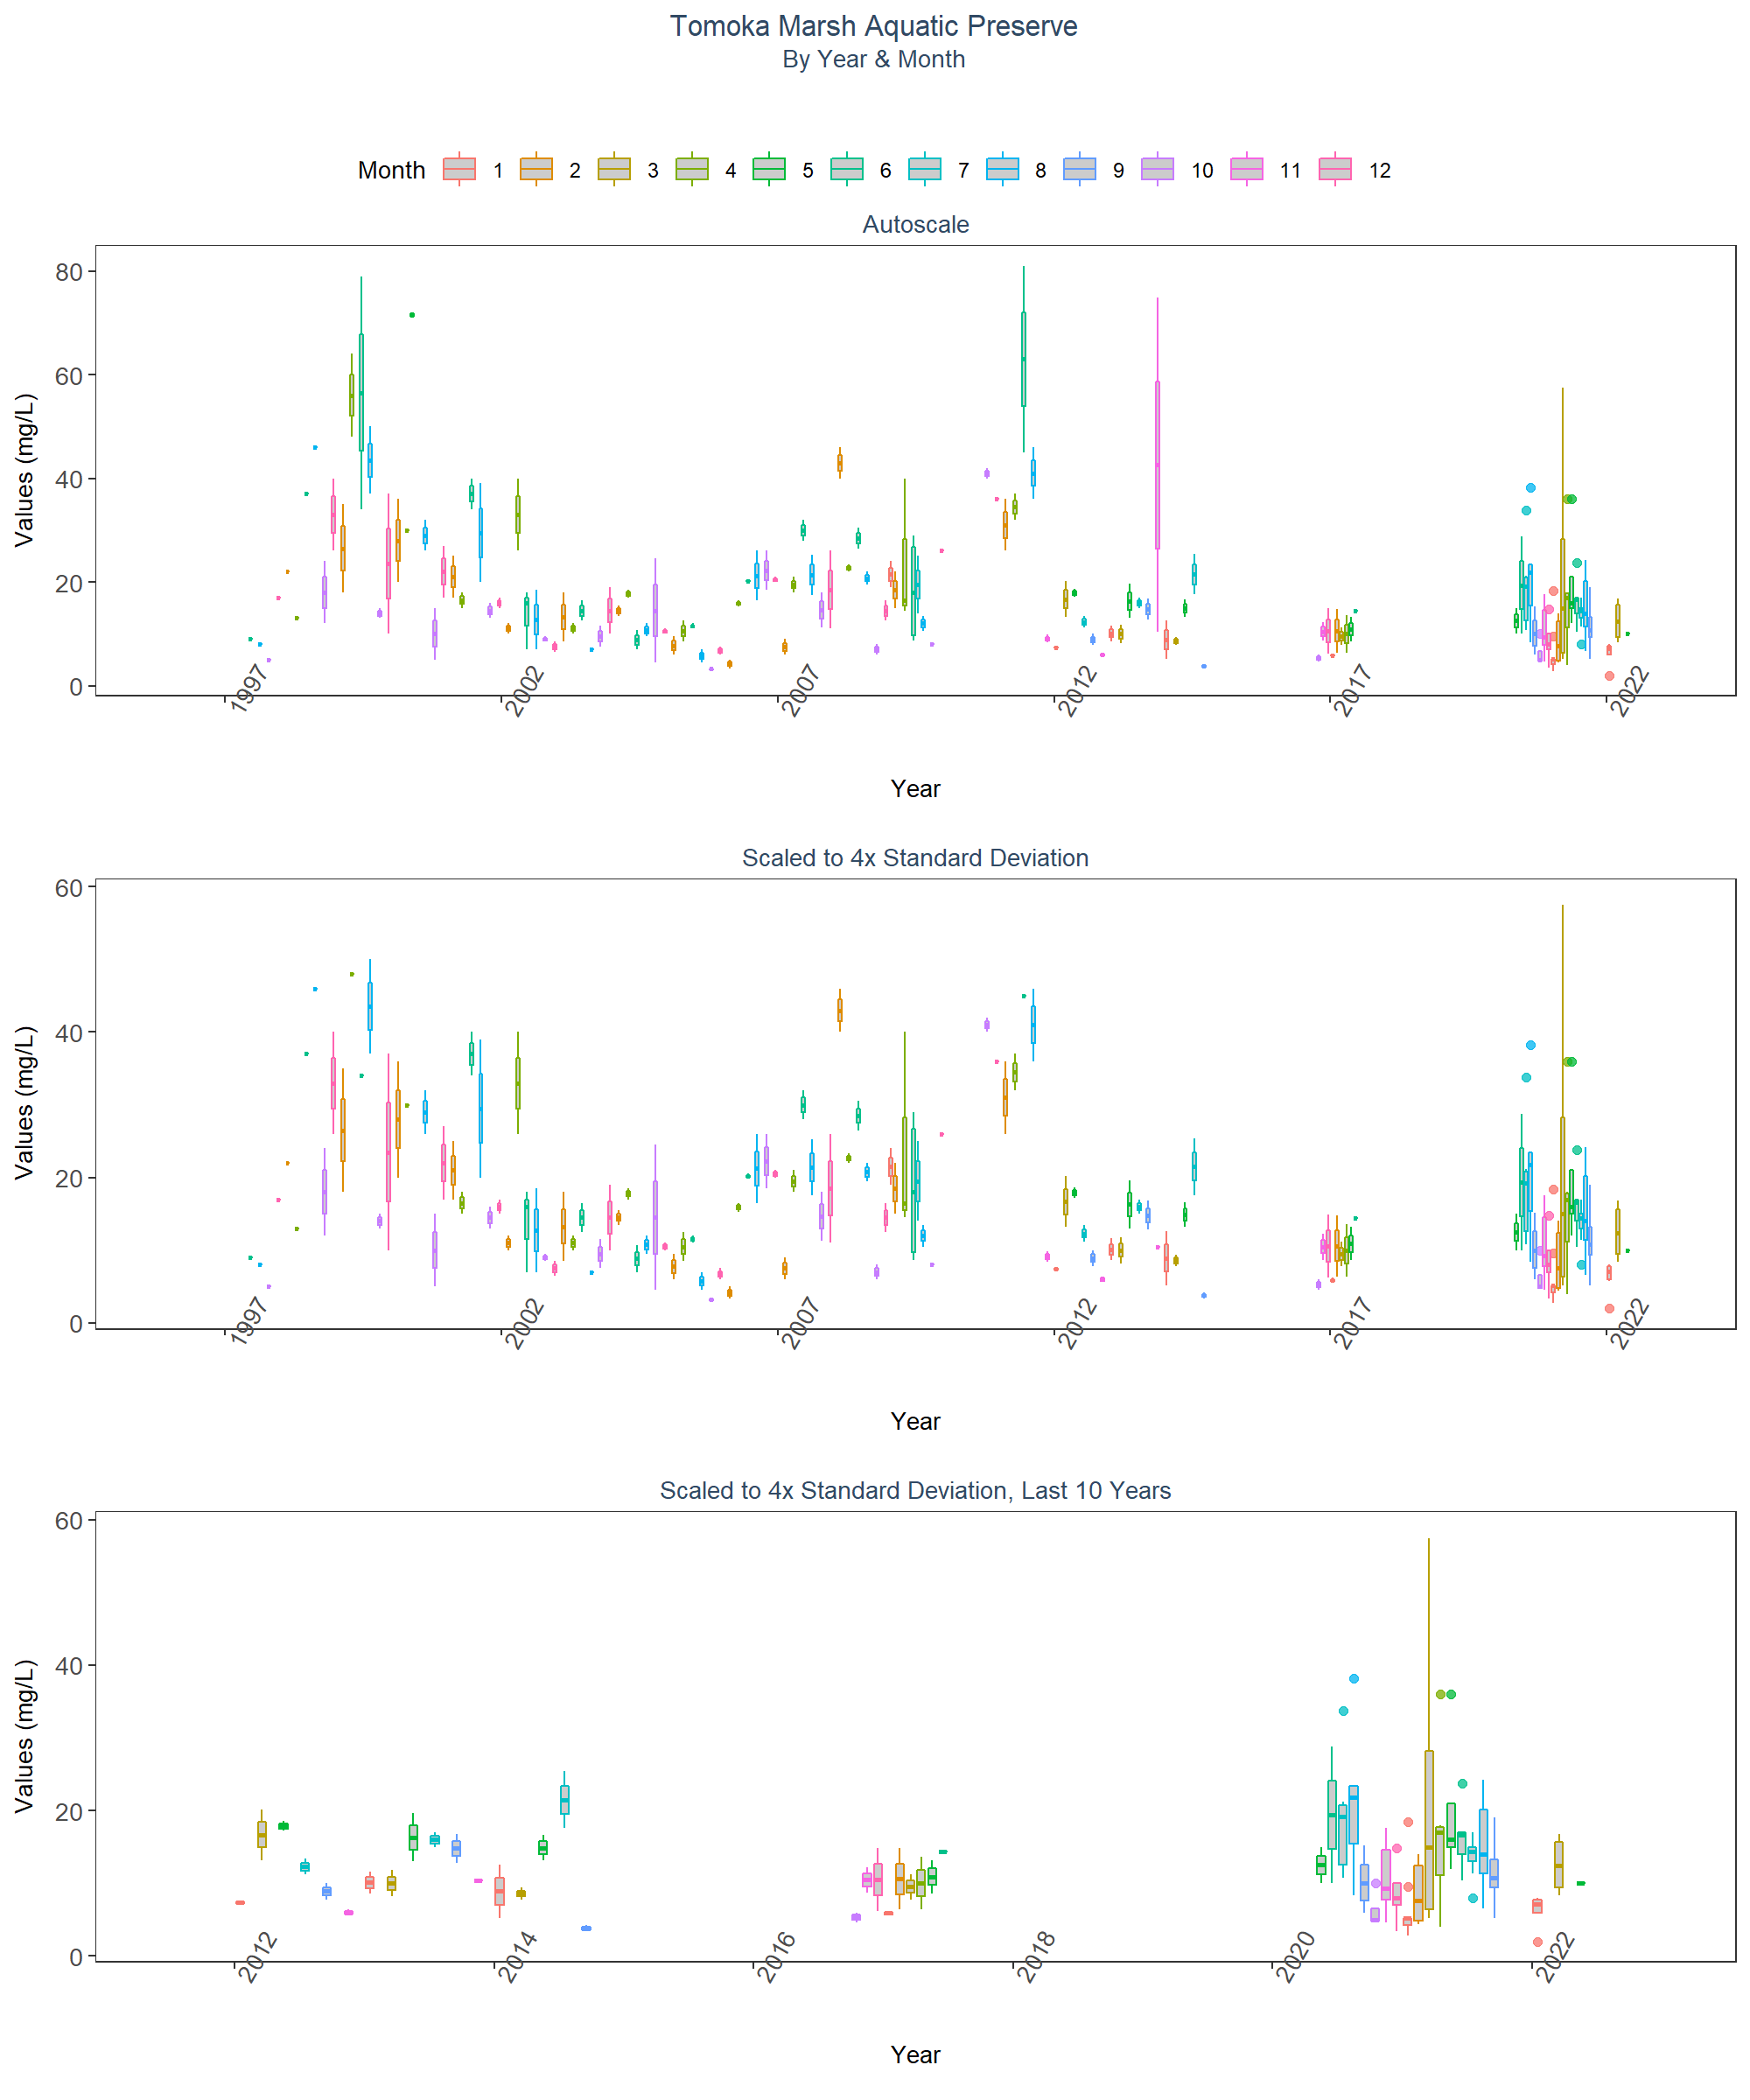 Tomoka Marsh Aquatic Preserve
By Year & Month
Month 1 2 3 4 5 6 7 8 9 10 11 12
Autoscale
Values (mg/L)
80
60
40
20
0
1997 2002 2007 2012 2017 2022
Year
Scaled to 4x Standard Deviation
Values (mg/L)
60
40
20
0
1997 2002 2007 2012 2017 2022
Year
Scaled to 4x Standard Deviation, Last 10 Years
Values (mg/L)
60
40
20
0
2012 2014 2016 2018 2020 2022
Year